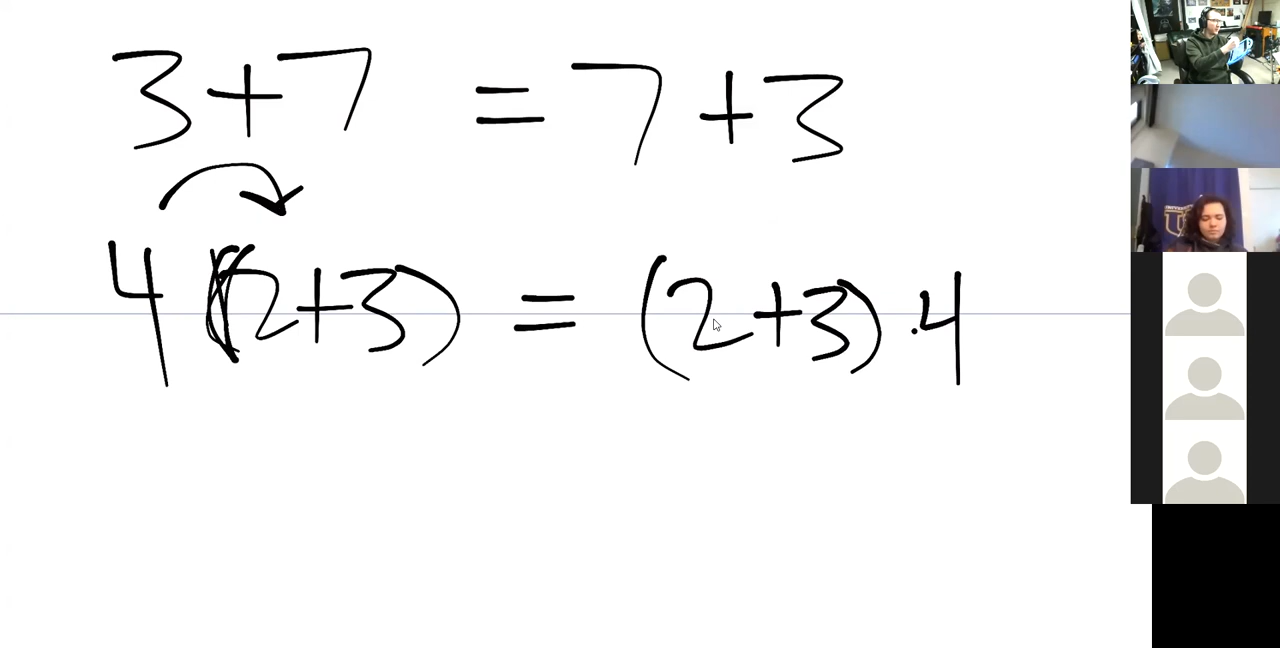 3+7 = 7+3
4(2+3) = (2+3).4